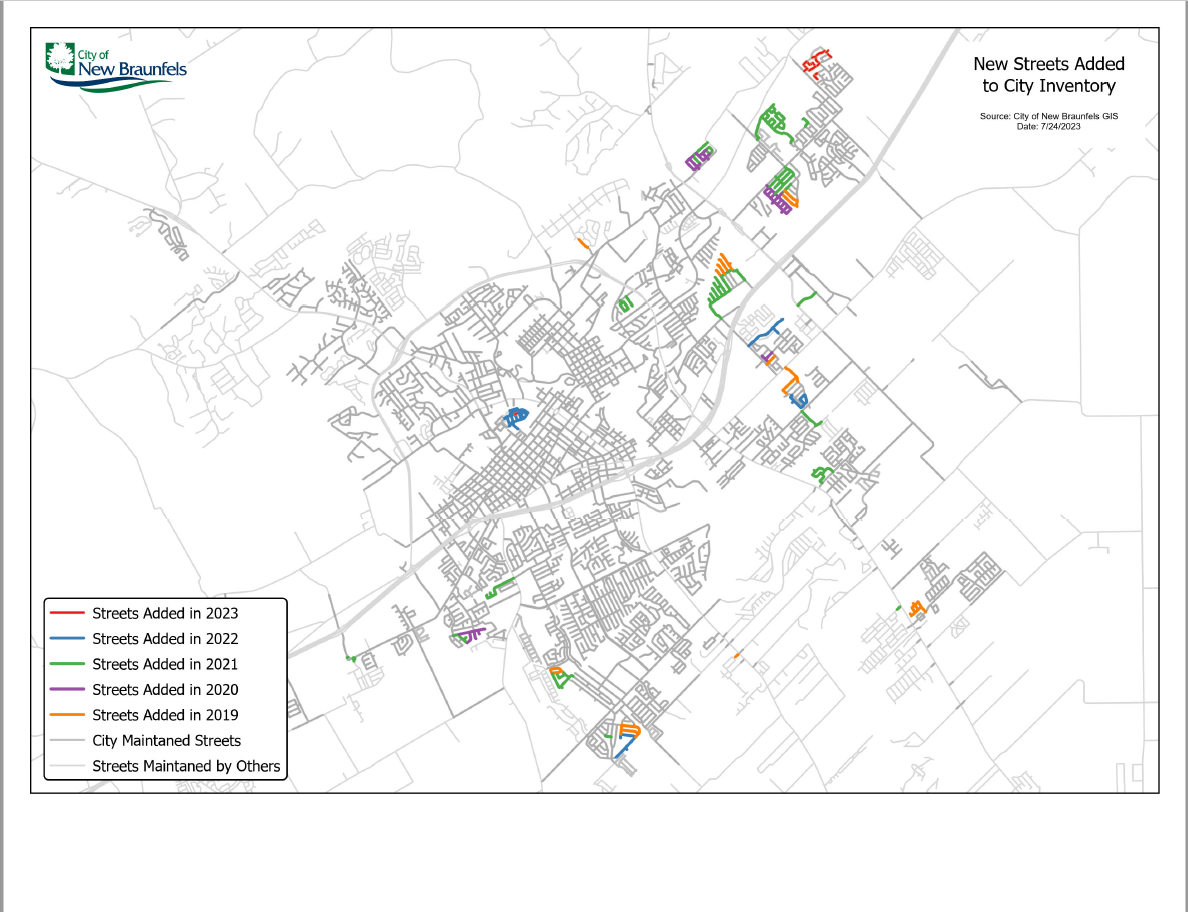 City of
New Braunfels
New Streets Added
to City Inventory
Source: City of New Braunfels GIS
Date: 7/24/2023
Streets Added in 2023
Streets Added in 2022
Streets Added in 2021
Streets Added in 2020
Streets Added in 2019
City Maintaned Streets
Streets Maintaned by Others